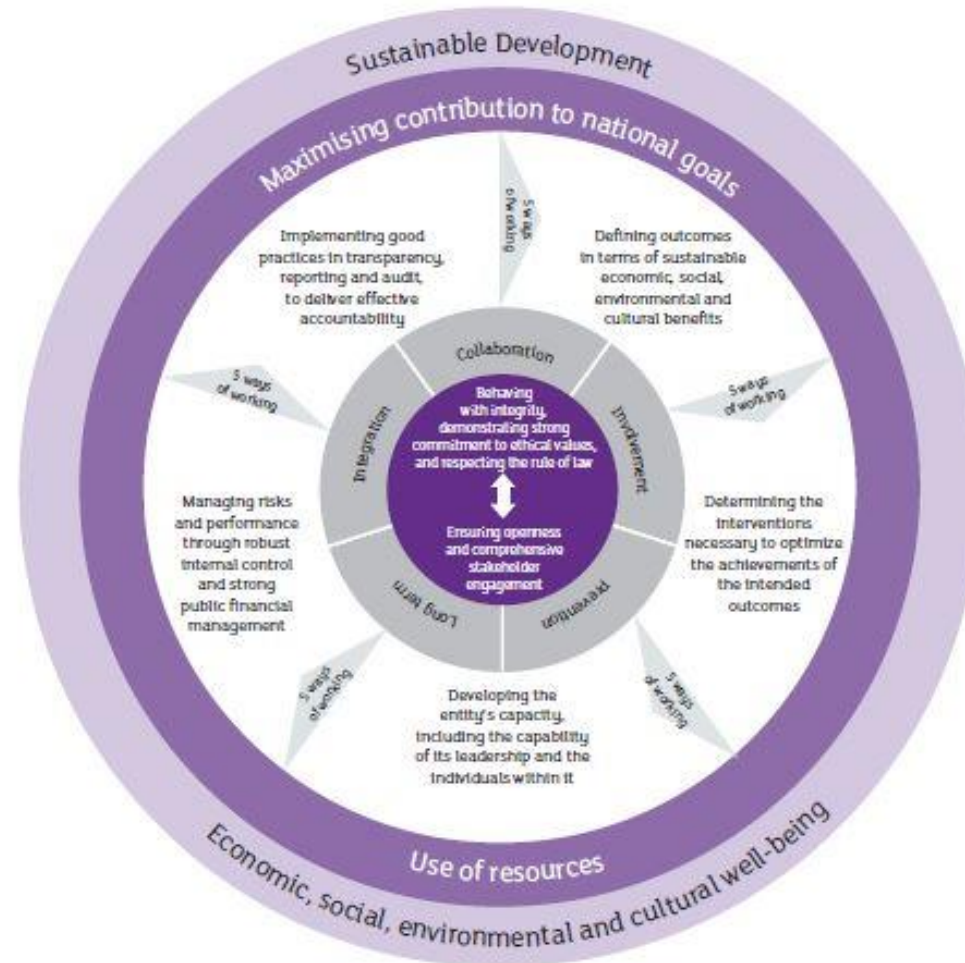 Sustainable Development
Maximising contribution to national goals
5 ways
of working
Implementing good
practices in transparency,
reporting and audit,
to deliver effective
accountability
Defining outcomes
in terms of sustainable
economic, social,
environmental and
cultural benefits
Collaboration
5 ways
of working
5 ways
of working
Integration
Involvement
Behaving
with integrity,
demonstrating strong
commitment to ethical values,
and respecting the rule of law
Ensuring openness
and comprehensive
stakeholder
engagement
Managing risks
and performance
through robust
internal control
and strong
public financial
management
Determining the
interventions
necessary to optimize
the achievements of
the intended
outcomes
Long term
prevention
5 ways
of working
5 ways
of working
Developing the
entity's capacity,
including the capability
of its leadership and the
individuals within it
Use of resources
Economic, social, environmental and cultural well-being